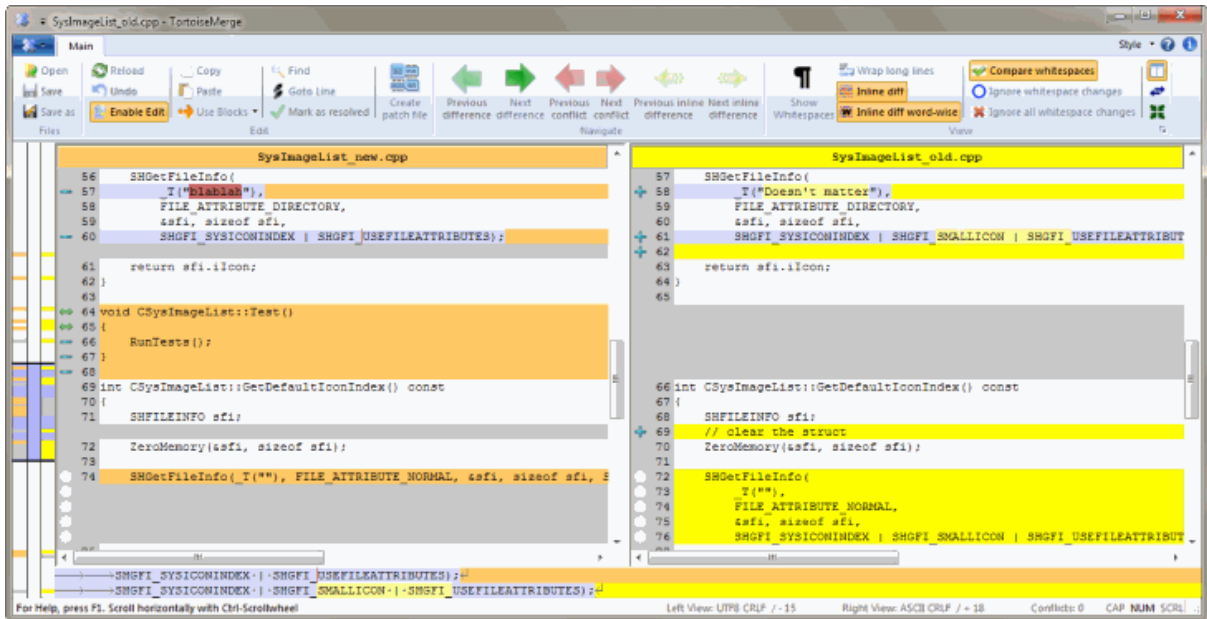 SysImageList_old.cpp - TortoiseMerge
Main
Style
Open
Save
Save as
Files
Reload
Undo
Enable Edit
Copy
Paste
Use Blocks
Find
Goto Line
Mark as resolved
Create patch file
Edit
Previous difference
Next difference
Previous conflict
Next conflict
Previous inline difference
Next inline difference
Navigate
Show Whitespaces
Wrap long lines
Inline diff
Inline diff word-wise
Compare whitespaces
Ignore whitespace changes
Ignore all whitespace changes
View
SysImageList_new.cpp
56 SHGetFileInfo(
57 _T("blablah"),
58 FILE_ATTRIBUTE_DIRECTORY,
59 &sfi, sizeof sfi,
60 SHGFI_SYSICONINDEX | SHGFI_USEFILEATTRIBUTES);
61 return sfi.iIcon;
62 }
63
64 void CSysImageList::Test()
65 {
66 RunTests();
67 }
68
69 int CSysImageList::GetDefaultIconIndex() const
70 {
71 SHFILEINFO sfi;
72 ZeroMemory(&sfi, sizeof sfi);
73
74 SHGetFileInfo(_T(""), FILE_ATTRIBUTE_NORMAL, &sfi, sizeof sfi, S
SysImageList_old.cpp
57 SHGetFileInfo(
58 _T("Doesn't matter"),
59 FILE_ATTRIBUTE_DIRECTORY,
60 &sfi, sizeof sfi,
61 SHGFI_SYSICONINDEX | SHGFI_SMALLICON | SHGFI_USEFILEATTRIBUT
62
63 return sfi.iIcon;
64 }
65
66 int CSysImageList::GetDefaultIconIndex() const
67 {
68 SHFILEINFO sfi;
69 // clear the struct
70 ZeroMemory(&sfi, sizeof sfi);
71
72 SHGetFileInfo(
73 _T(""),
74 FILE_ATTRIBUTE_NORMAL,
75 &sfi, sizeof sfi,
76 SHGFI_SYSICONINDEX | SHGFI_SMALLICON | SHGFI_USEFILEATTRIBUT
SHGFI_SYSICONINDEX·|·SHGFI_USEFILEATTRIBUTES);
SHGFI_SYSICONINDEX·|·SHGFI_SMALLICON·|·SHGFI_USEFILEATTRIBUTES);
For Help, press F1. Scroll horizontally with Ctrl-Scrollwheel
Left View: UTF8 CRLF / - 15
Right View: ASCII CRLF / + 18
Conflicts: 0
CAP NUM SCRL